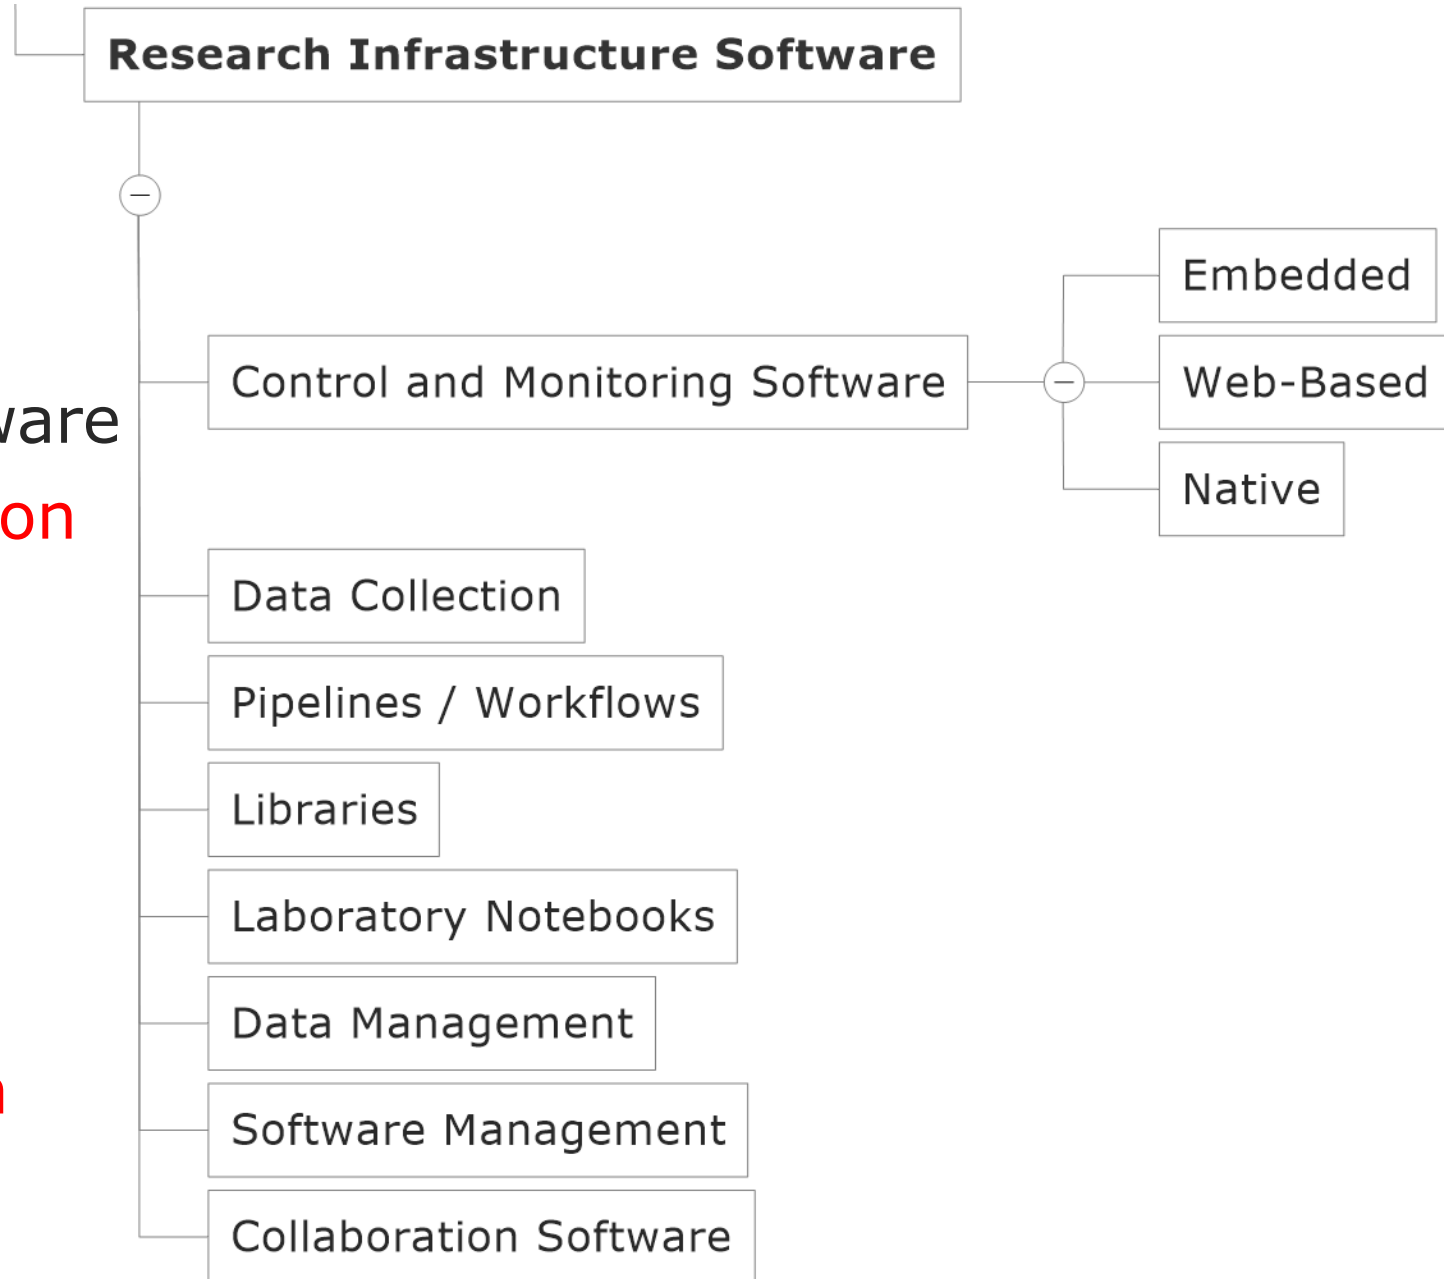 Research Infrastructure Software
Embedded
Control and Monitoring Software
Web-Based
Native
Data Collection
Pipelines / Workflows
Libraries
Laboratory Notebooks
Data Management
Software Management
Collaboration Software